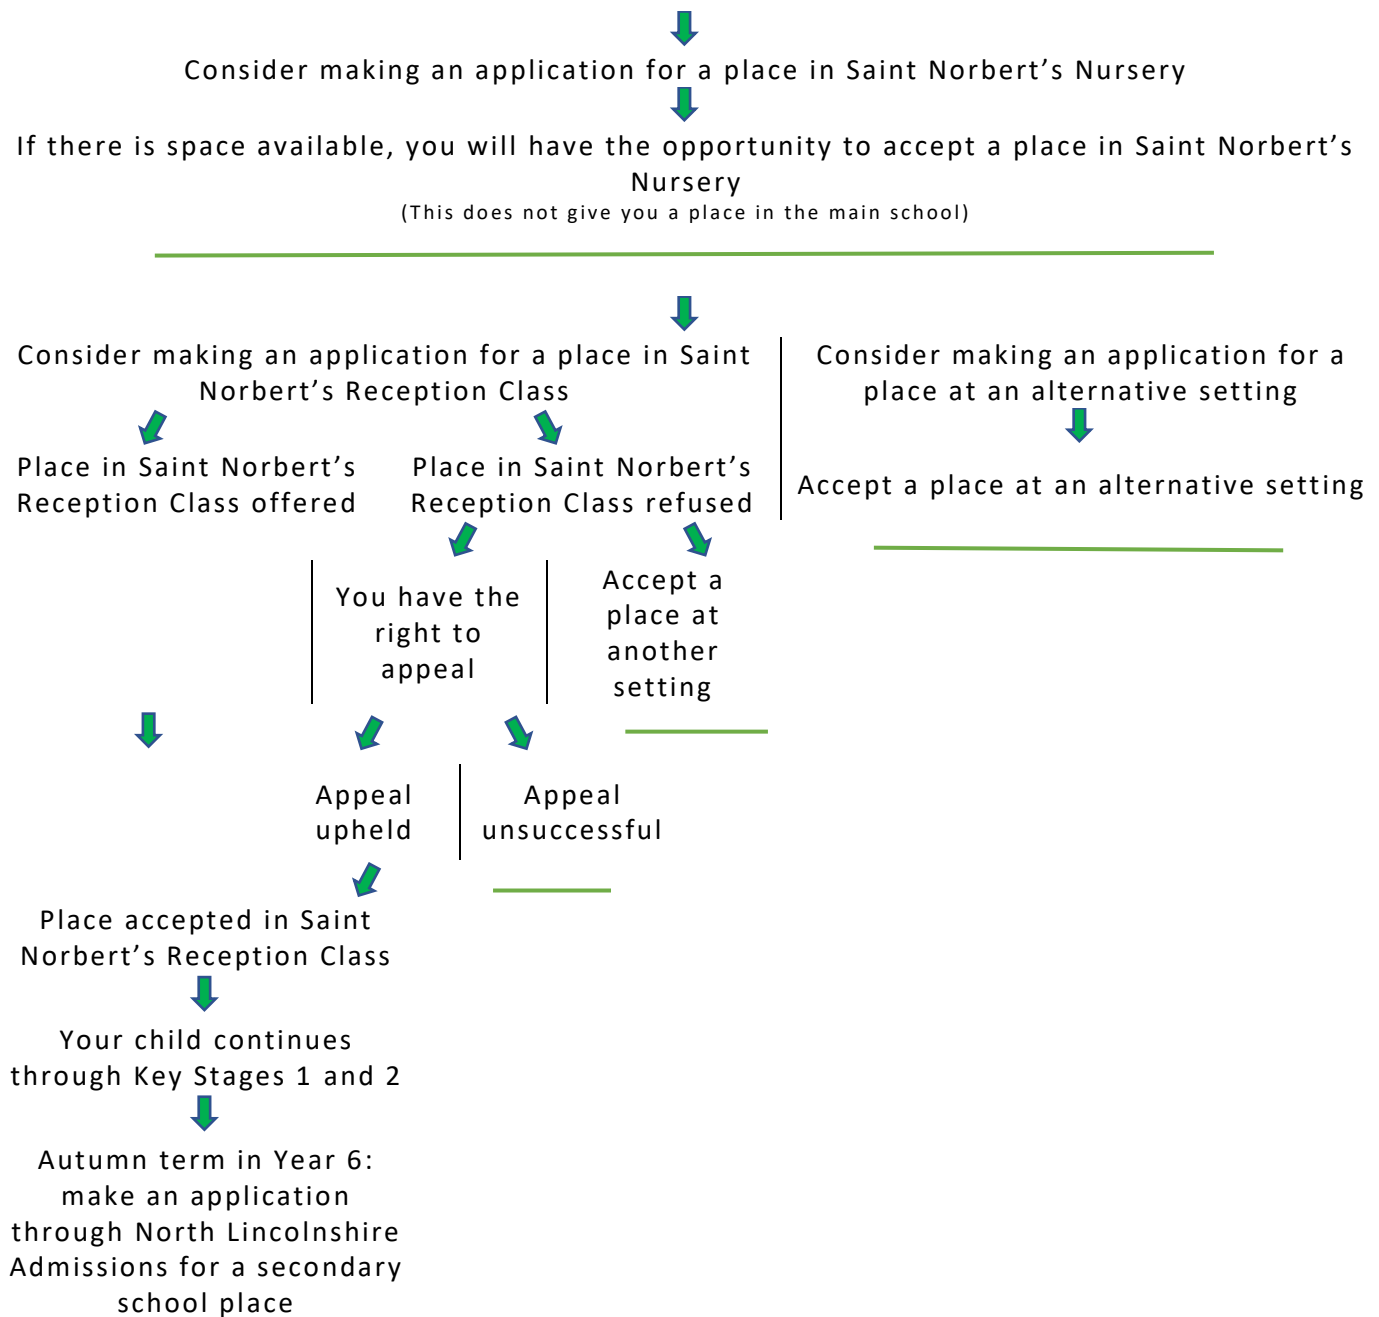 Consider making an application for a place in Saint Norbert’s Nursery
If there is space available, you will have the opportunity to accept a place in Saint Norbert’s
Nursery
(This does not give you a place in the main school)
Consider making an application for a place in Saint
Norbert’s Reception Class
Consider making an application for a
place at an alternative setting
Place in Saint Norbert’s
Reception Class offered
Place in Saint Norbert’s
Reception Class refused
Accept a place at an alternative setting
You have the
right to
appeal
Accept a
place at
another
setting
Appeal
upheld
Appeal
unsuccessful
Place accepted in Saint
Norbert’s Reception Class
Your child continues
through Key Stages 1 and 2
Autumn term in Year 6:
make an application
through North Lincolnshire
Admissions for a secondary
school place